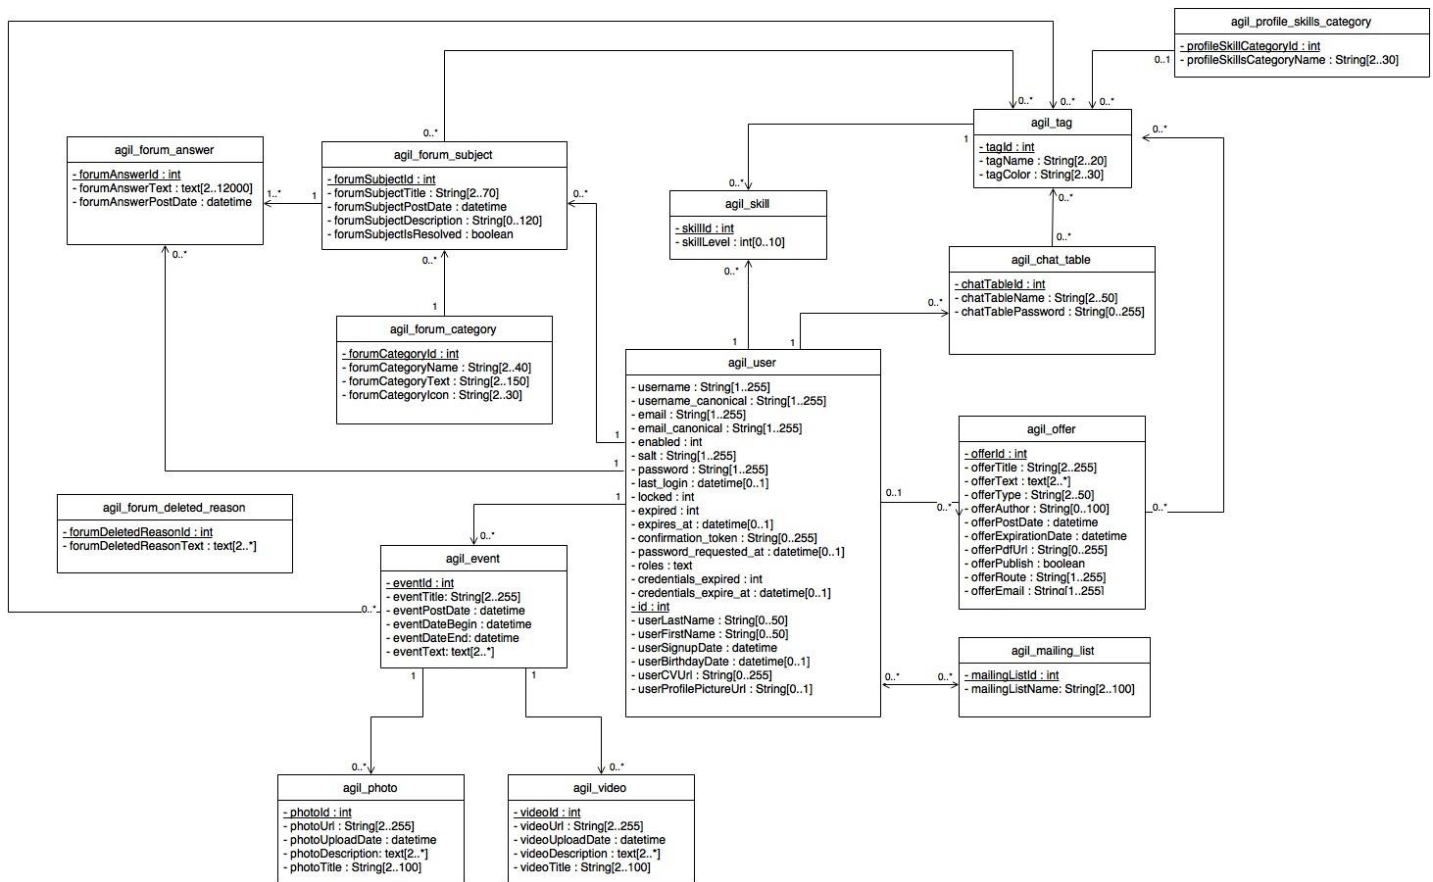 agil_profile_skills_category
- profileSkillCategoryId : int
- profileSkillsCategoryName : String[2..30]
0..1
0..*
0..*
0..*
0..*
agil_tag
- tagId : int
- tagName : String[2..20]
- tagColor : String[2..30]
1
0..*
0..*
0..*
agil_forum_answer
- forumAnswerId : int
- forumAnswerText : text[2..12000]
- forumAnswerPostDate : datetime
1..*
1
0..*
agil_forum_subject
- forumSubjectId : int
- forumSubjectTitle : String[2..70]
- forumSubjectPostDate : datetime
- forumSubjectDescription : String[0..120]
- forumSubjectIsResolved : boolean
0..*
0..*
1
0..*
agil_skill
- skillId : int
- skillLevel : int[0..10]
0..*
agil_chat_table
- chatTableId : int
- chatTableName : String[2..50]
- chatTablePassword : String[0..255]
0..*
agil_forum_category
- forumCategoryId : int
- forumCategoryName : String[2..40]
- forumCategoryText : String[2..150]
- forumCategoryIcon : String[2..30]
1
1
agil_user
- username : String[1..255]
- username_canonical : String[1..255]
- email : String[1..255]
- email_canonical : String[1..255]
- enabled : int
- salt : String[1..255]
- password : String[1..255]
- last_login : datetime[0..1]
- locked : int
- expired : int
- expires_at : datetime[0..1]
- confirmation_token : String[0..255]
- password_requested_at : datetime[0..1]
- roles : text
- credentials_expired : int
- credentials_expire_at : datetime[0..1]
- id : int
- userLastName : String[0..50]
- userFirstName : String[0..50]
- userSignupDate : datetime
- userBirthdayDate : datetime[0..1]
- userCVUrl : String[0..255]
- userProfilePictureUrl : String[0..1]
1
1
1
0..1
0..*
agil_offer
- offerId : int
- offerTitle : String[2..255]
- offerText : text[2..*]
- offerType : String[2..50]
- offerAuthor : String[0..100]
- offerPostDate : datetime
- offerExpirationDate : datetime
- offerPdfUrl : String[0..255]
- offerPublish : boolean
- offerRoute : String[1..255]
- offerEmail : String[1..255]
0..*
agil_forum_deleted_reason
- forumDeletedReasonId : int
- forumDeletedReasonText : text[2..*]
0..*
agil_event
- eventId : int
- eventTitle: String[2..255]
- eventPostDate : datetime
- eventDateBegin : datetime
- eventDateEnd: datetime
- eventText: text[2..*]
0..*
1
1
0..*
0..*
agil_mailing_list
- mailingListId : int
- mailingListName: String[2..100]
0..*
0..*
agil_photo
- photoId : int
- photoUrl : String[2..255]
- photoUploadDate : datetime
- photoDescription: text[2..*]
- photoTitle : String[2..100]
agil_video
- videoId : int
- videoUrl : String[2..255]
- videoUploadDate : datetime
- videoDescription : text[2..*]
- videoTitle : String[2..100]